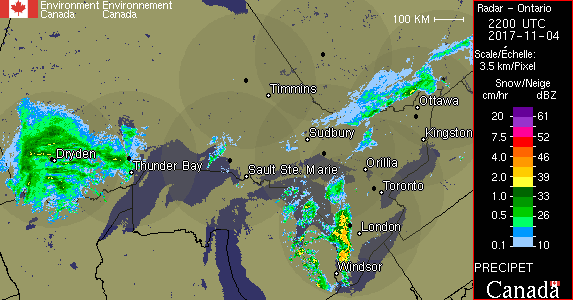 Environment Environnement
Canada Canada
100 KM
Timmins
Ottawa
Sudbury
Kingston
Dryden
Thunder Bay
Sault Ste. Marie
Orillia
Toronto
London
Windsor
Radar - Ontario
2200 UTC
2017-11-04
Scale/Échelle:
3.5 km/Pixel
Snow/Neige
cm/hr dBZ
20 61
7.5 52
4.0 46
2.0 39
1.0 33
0.5 26
0.1 10
PRECIPET
Canada